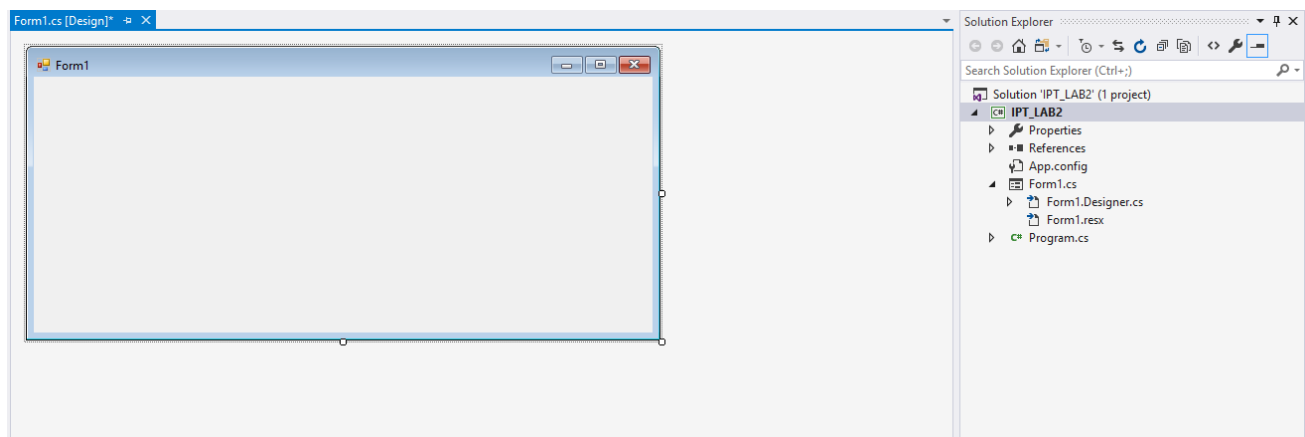 Form1.cs [Design]*
Form1
Solution Explorer
Search Solution Explorer (Ctrl+;)
Solution 'IPT_LAB2' (1 project)
C# IPT_LAB2
Properties
References
App.config
Form1.cs
Form1.Designer.cs
Form1.resx
C# Program.cs